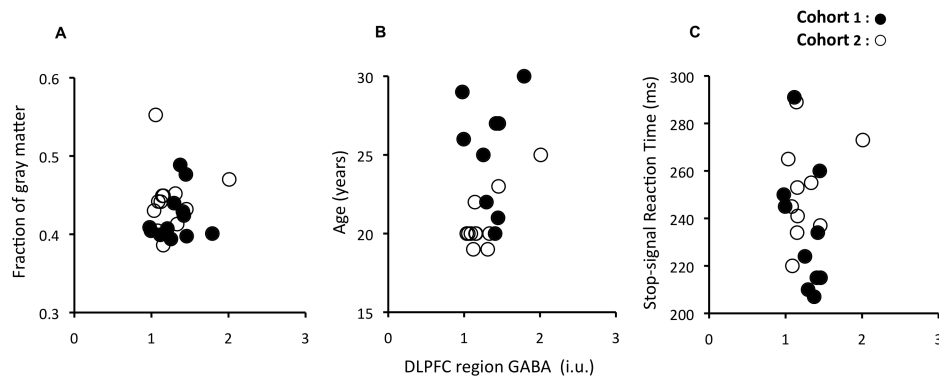 Cohort 1 : ●
Cohort 2 : ○
A
Fraction of gray matter
0.6
0.5
0.4
0.3
0 1 2 3
B
Age (years)
30
25
20
15
0 1 2 3
DLPFC region GABA (i.u.)
C
Stop-signal Reaction Time (ms)
300
280
260
240
220
200
0 1 2 3